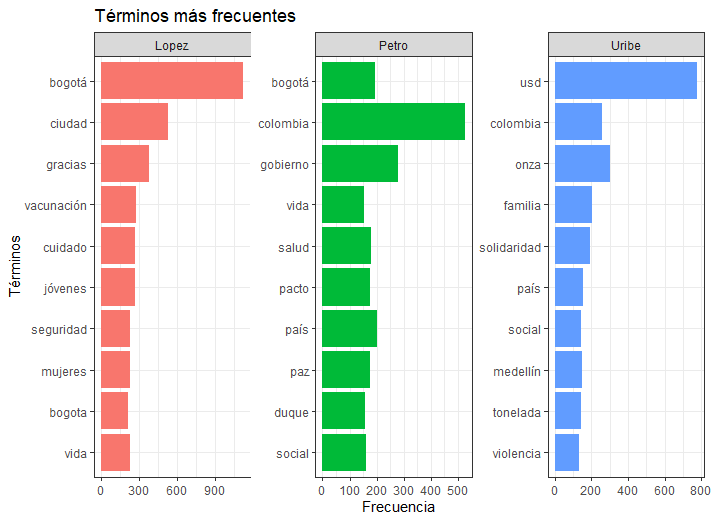 Términos más frecuentes
Lopez
Petro
Uribe
Términos
bogotá
ciudad
gracias
vacunación
cuidado
jóvenes
seguridad
mujeres
bogota
vida
0 300 600 900
bogotá
colombia
gobierno
vida
salud
pacto
país
paz
duque
social
0 100 200 300 400 500
usd
colombia
onza
familia
solidaridad
país
social
medellín
tonelada
violencia
0 200 400 600 800
Frecuencia